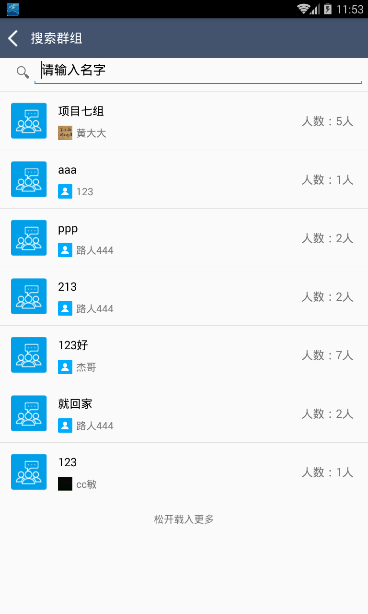 11:53
搜索群组
请输入名字
项目七组
黄大大
人数：5人
aaa
123
人数：1人
ppp
路人444
人数：2人
213
路人444
人数：2人
123好
杰哥
人数：7人
就回家
路人444
人数：2人
123
cc敏
人数：1人
松开载入更多